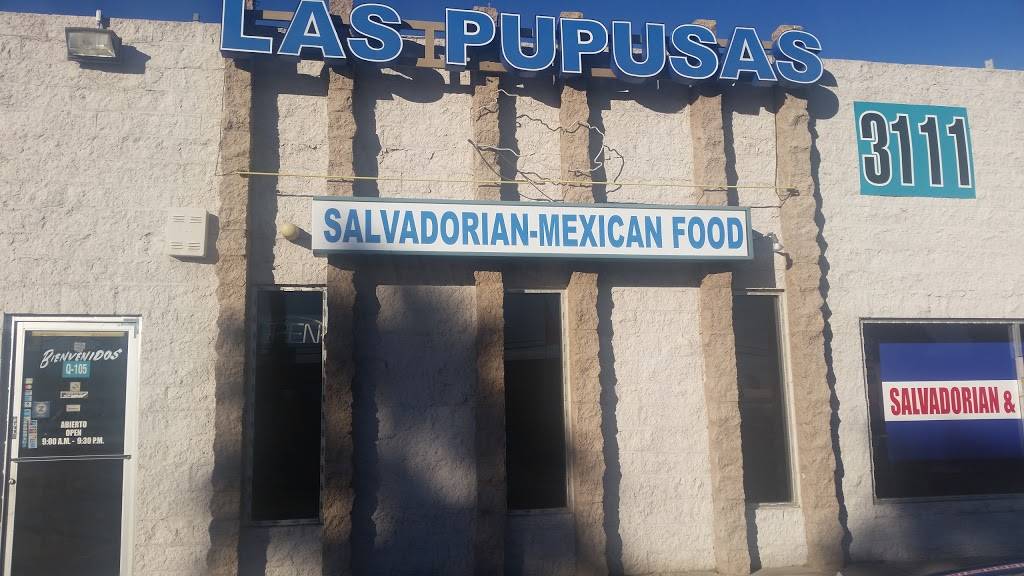 LAS PUPUSAS
3111
SALVADORIAN-MEXICAN FOOD
BIENVENIDOS
Q-105
ABIERTO
OPEN
9:00 A.M. - 9:30 P.M.
SALVADORIAN &